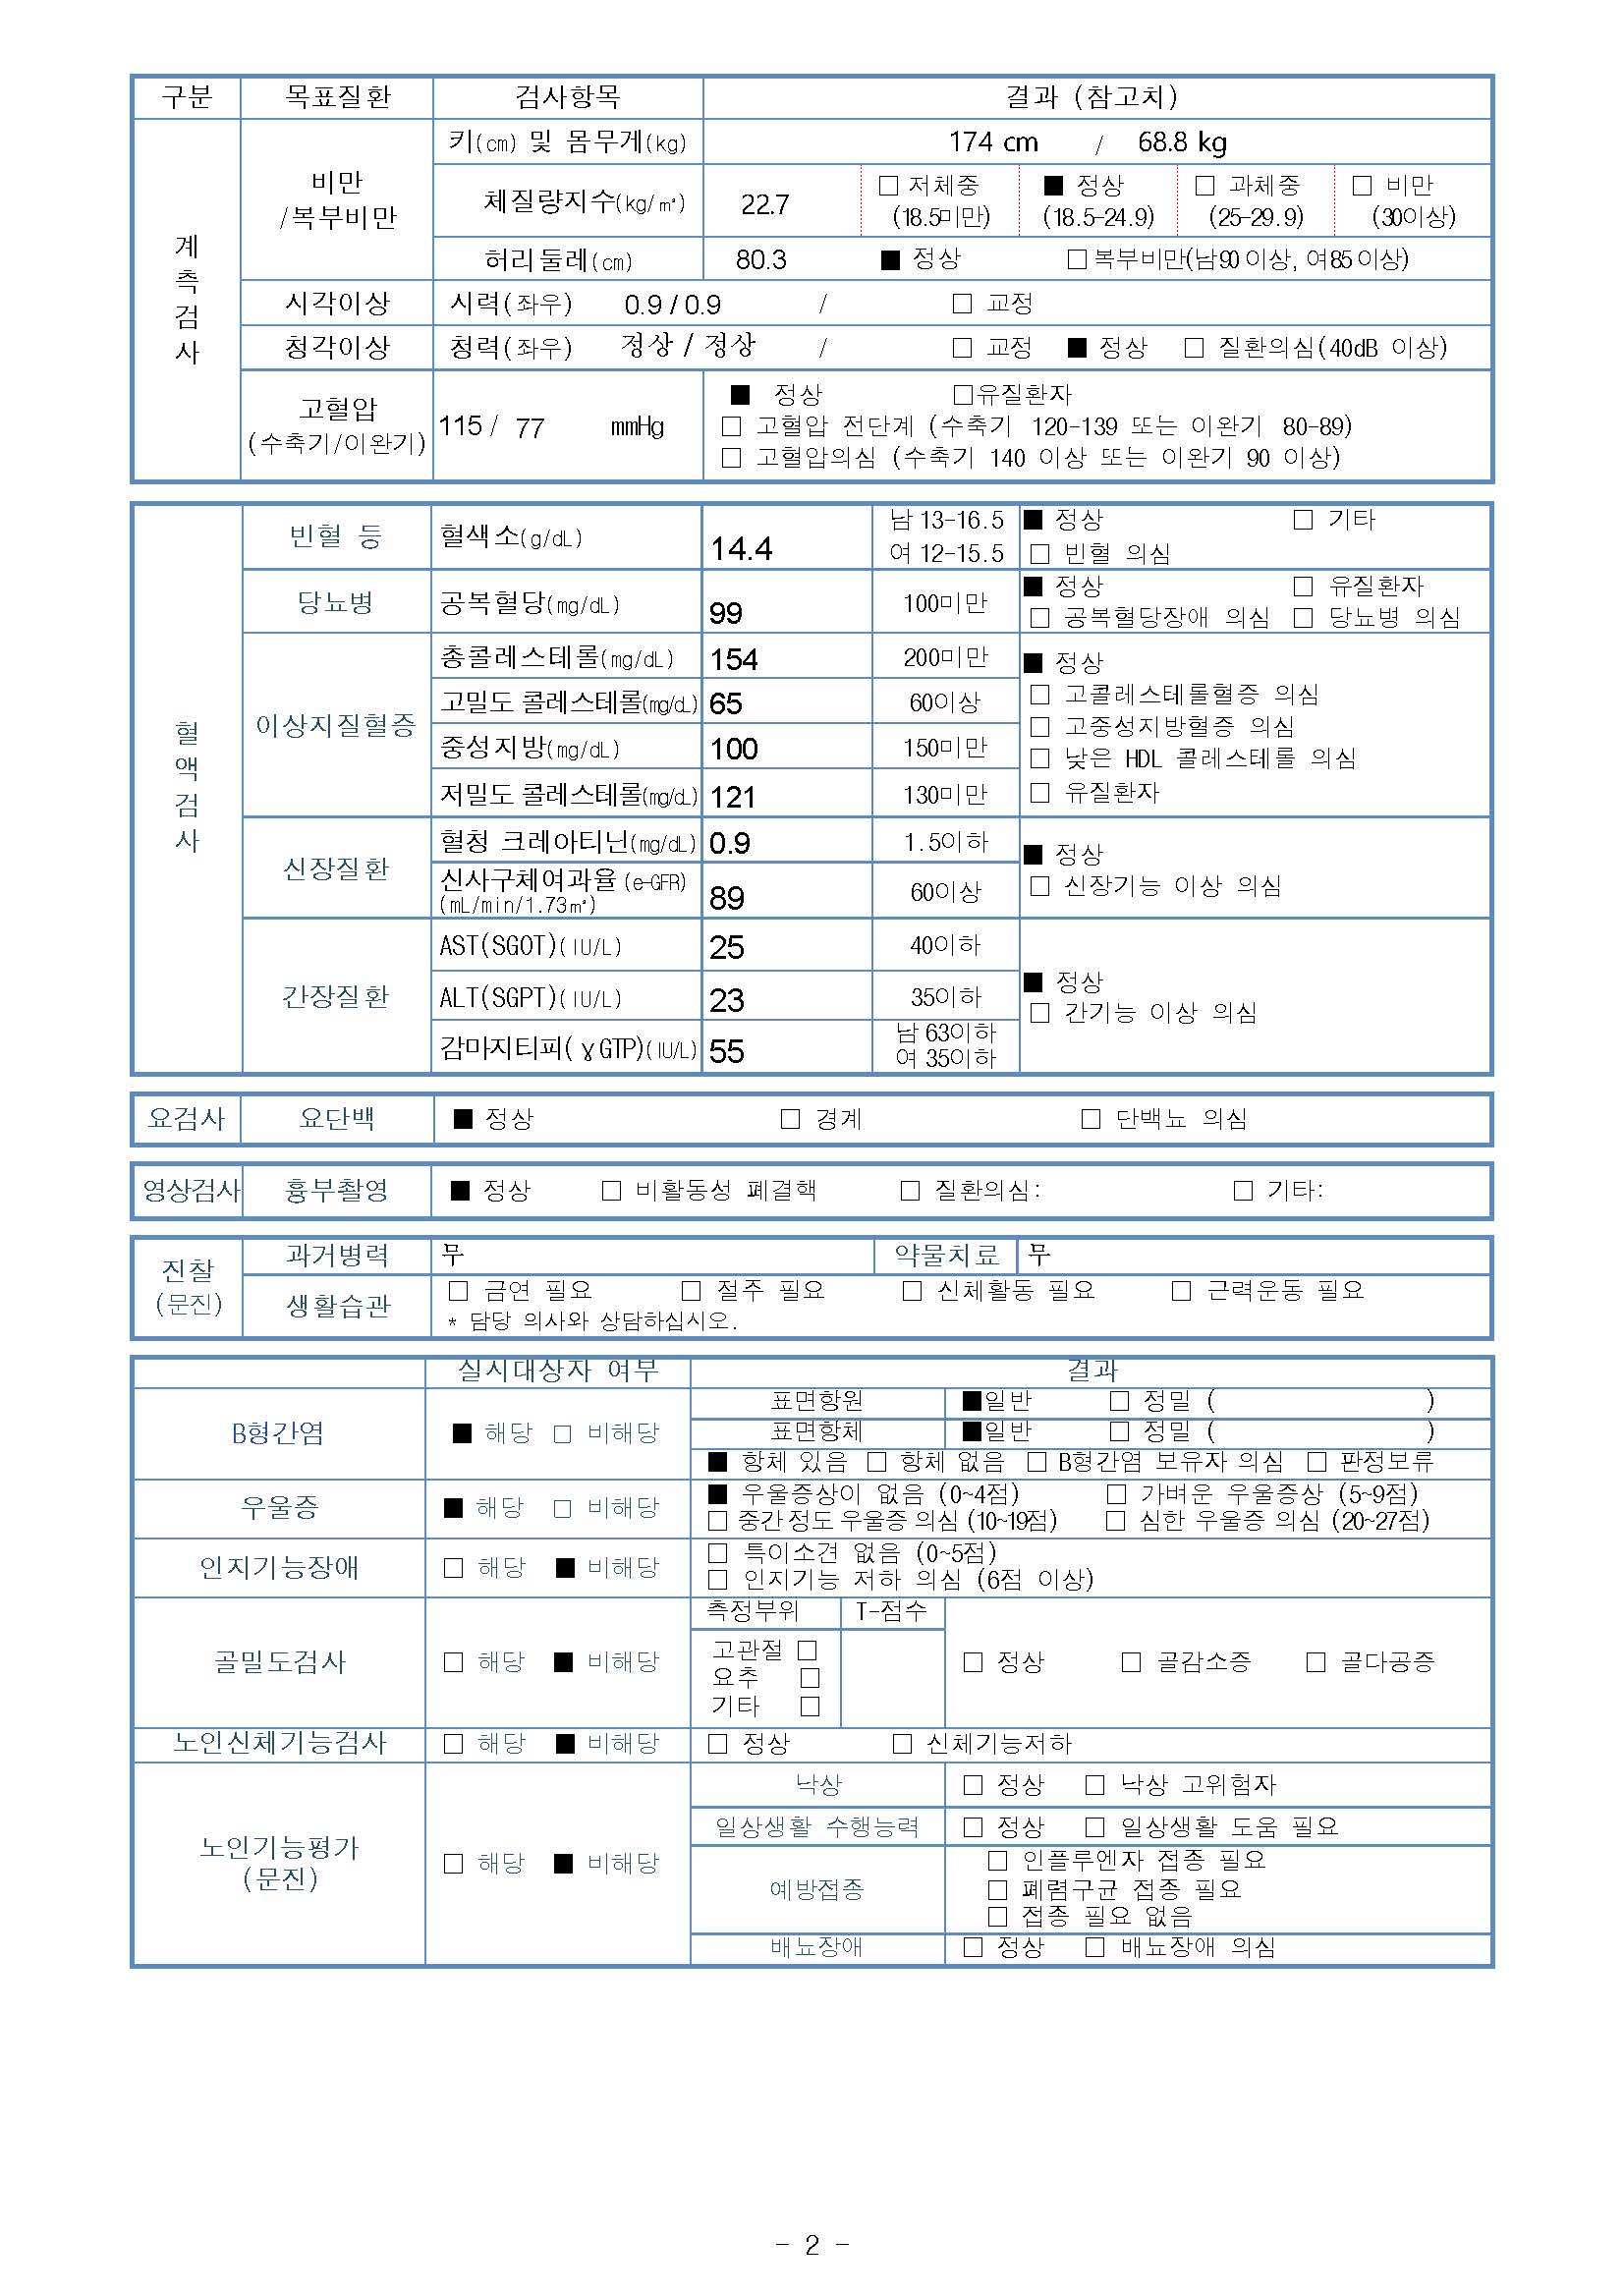 구분 목표질환 검사항목 결과 (참고치)
계측검사
비만
/복부비만
키(cm) 및 몸무게(kg) 174 cm / 68.8 kg
체질량지수(kg/㎡) 22.7
□ 저체중 ■ 정상 □ 과체중 □ 비만
(18.5미만) (18.5-24.9) (25-29.9) (30이상)
허리둘레(cm) 80.3 ■ 정상 □복부비만(남90이상, 여85이상)
시각이상 시력(좌우) 0.9 / 0.9 / □ 교정
청각이상 청력(좌우) 정상 / 정상 / □ 교정 ■ 정상 □ 질환의심(40dB 이상)
고혈압
(수축기/이완기)
115 / 77 mmHg
■ 정상 □유질환자
□ 고혈압 전단계 (수축기 120-139 또는 이완기 80-89)
□ 고혈압의심 (수축기 140 이상 또는 이완기 90 이상)
혈액검사
빈혈 등 혈색소(g/dL) 14.4
남 13-16.5
여 12-15.5
■ 정상 □ 기타
□ 빈혈 의심
당뇨병 공복혈당(mg/dL) 99 100미만
■ 정상 □ 유질환자
□ 공복혈당장애 의심 □ 당뇨병 의심
이상지질혈증
총콜레스테롤(mg/dL) 154 200미만
고밀도 콜레스테롤(mg/dL) 65 60이상
중성지방(mg/dL) 100 150미만
저밀도 콜레스테롤(mg/dL) 121 130미만
■ 정상
□ 고콜레스테롤혈증 의심
□ 고중성지방혈증 의심
□ 낮은 HDL 콜레스테롤 의심
□ 유질환자
신장질환
혈청 크레아티닌(mg/dL) 0.9 1.5이하
신사구체여과율 (e-GFR)
(mL/min/1.73㎡)
89 60이상
■ 정상
□ 신장기능 이상 의심
간장질환
AST(SGOT)(IU/L) 25 40이하
ALT(SGPT)(IU/L) 23 35이하
감마지티피(ɣGTP)(IU/L) 55
남 63이하
여 35이하
■ 정상
□ 간기능 이상 의심
요검사 요단백 ■ 정상 □ 경계 □ 단백뇨 의심
영상검사 흉부촬영 ■ 정상 □ 비활동성 폐결핵 □ 질환의심: □ 기타:
진찰
(문진)
과거병력 무 약물치료 무
생활습관
□ 금연 필요 □ 절주 필요 □ 신체활동 필요 □ 근력운동 필요
* 담당 의사와 상담하십시오.
실시대상자 여부 결과
B형간염 ■ 해당 □ 비해당
표면항원 ■일반 □ 정밀 ( )
표면항체 ■일반 □ 정밀 ( )
■ 항체 있음 □ 항체 없음 □ B형간염 보유자 의심 □ 판정보류
우울증 ■ 해당 □ 비해당
■ 우울증상이 없음 (0~4점) □ 가벼운 우울증상 (5~9점)
□ 중간 정도 우울증 의심 (10~19점) □ 심한 우울증 의심 (20~27점)
인지기능장애 □ 해당 ■ 비해당
□ 특이소견 없음 (0~5점)
□ 인지기능 저하 의심 (6점 이상)
골밀도검사 □ 해당 ■ 비해당
측정부위 T-점수
고관절 □
요추 □
기타 □
□ 정상 □ 골감소증 □ 골다공증
노인신체기능검사 □ 해당 ■ 비해당 □ 정상 □ 신체기능저하
노인기능평가
(문진)
□ 해당 ■ 비해당
낙상 □ 정상 □ 낙상 고위험자
일상생활 수행능력 □ 정상 □ 일상생활 도움 필요
예방접종
□ 인플루엔자 접종 필요
□ 폐렴구균 접종 필요
□ 접종 필요 없음
배뇨장애 □ 정상 □ 배뇨장애 의심
- 2 -